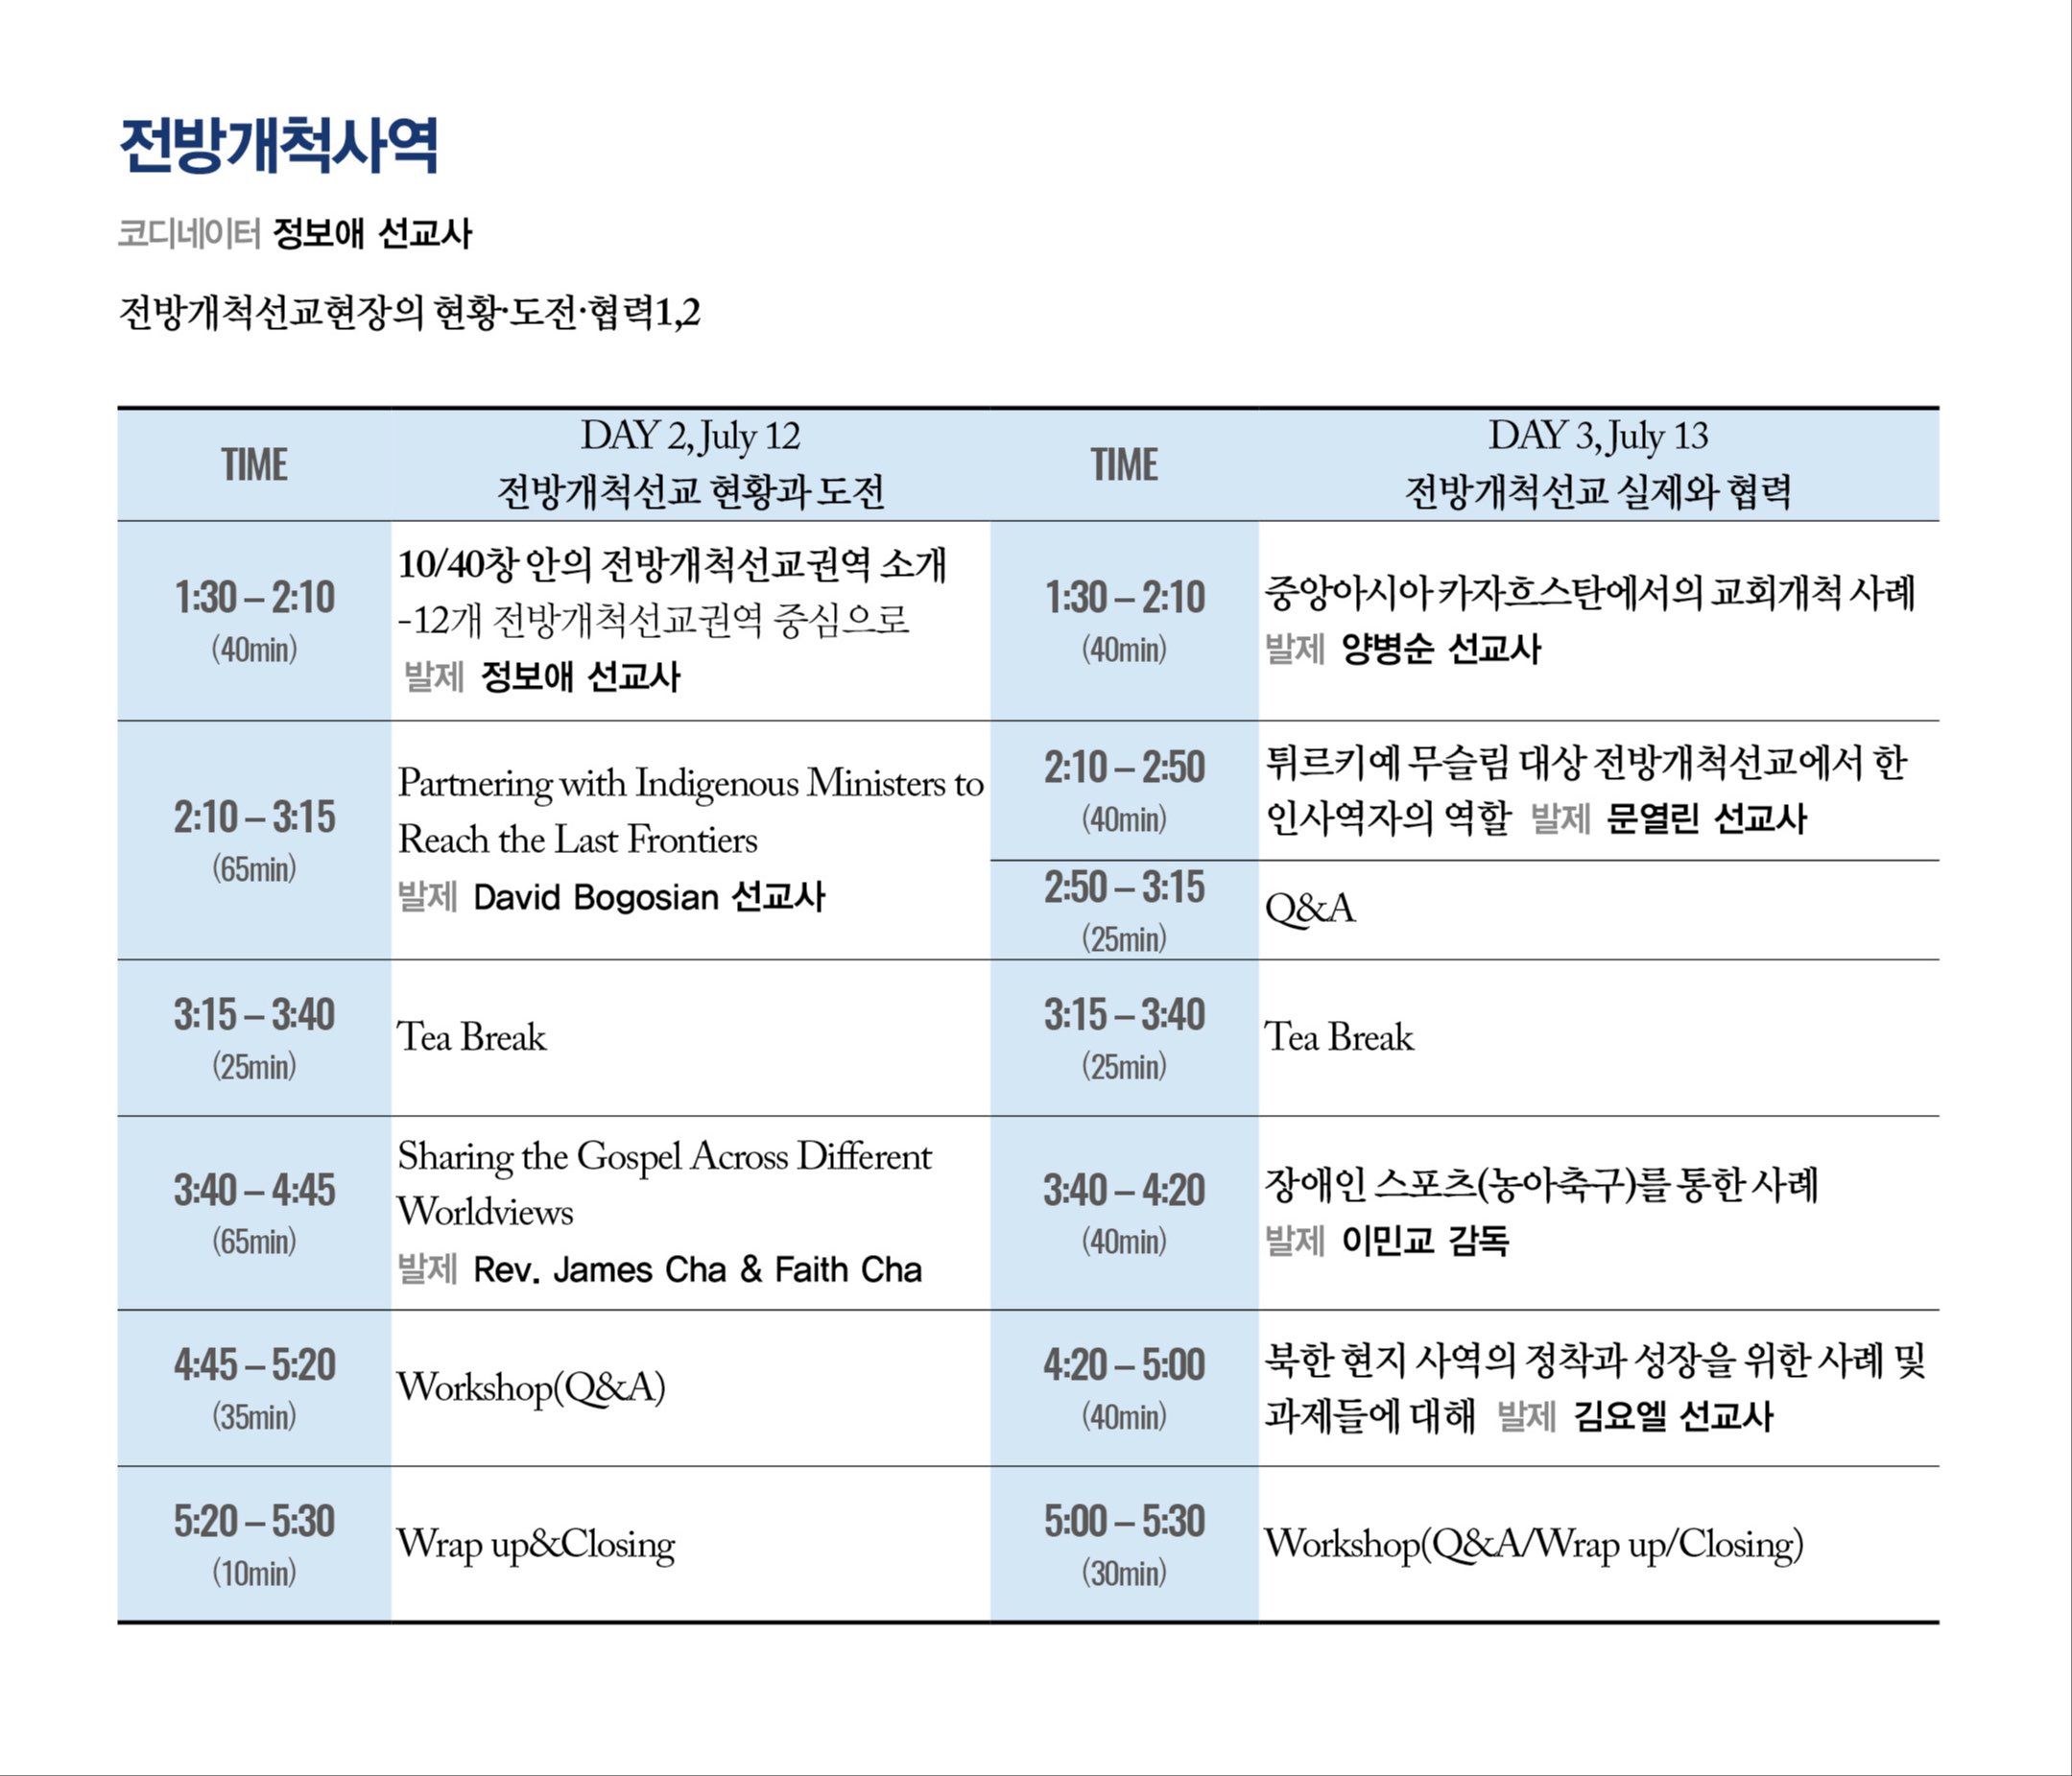 전방개척사역
코디네이터 정보애 선교사
전방개척선교현장의 현황·도전·협력1,2
TIME
DAY 2, July 12
전방개척선교 현황과 도전
TIME
DAY 3, July 13
전방개척선교 실제와 협력
1:30 – 2:10
(40min)
10/40창 안의 전방개척선교권역 소개
-12개 전방개척선교권역 중심으로
발제 정보애 선교사
1:30 – 2:10
(40min)
중앙아시아 카자흐스탄에서의 교회개척 사례
발제 양병순 선교사
2:10 – 3:15
(65min)
Partnering with Indigenous Ministers to
Reach the Last Frontiers
발제 David Bogosian 선교사
2:10 – 2:50
(40min)
튀르키예 무슬림 대상 전방개척선교에서 한
인사역자의 역할 발제 문열린 선교사
2:50 – 3:15
(25min)
Q&A
3:15 – 3:40
(25min)
Tea Break
3:15 – 3:40
(25min)
Tea Break
3:40 – 4:45
(65min)
Sharing the Gospel Across Different
Worldviews
발제 Rev. James Cha & Faith Cha
3:40 – 4:20
(40min)
장애인 스포츠(농아축구)를 통한 사례
발제 이민교 감독
4:45 – 5:20
(35min)
Workshop(Q&A)
4:20 – 5:00
(40min)
북한 현지 사역의 정착과 성장을 위한 사례 및
과제들에 대해 발제 김요엘 선교사
5:20 – 5:30
(10min)
Wrap up&Closing
5:00 – 5:30
(30min)
Workshop(Q&A/Wrap up/Closing)